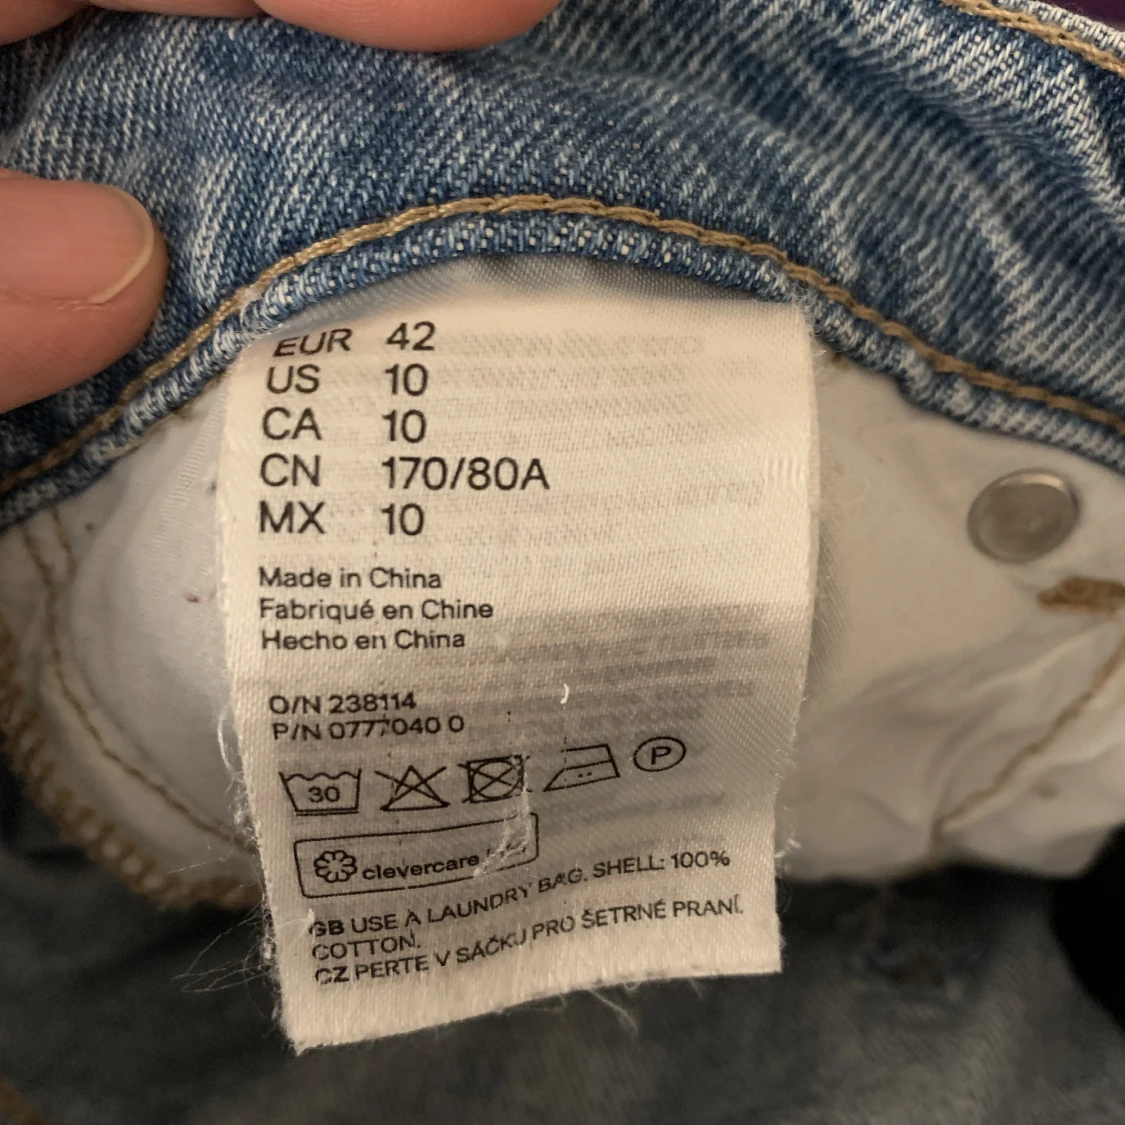 EUR 42
US 10
CA 10
CN 170/80A
MX 10
Made in China
Fabriqué en Chine
Hecho en China
O/N 238114
P/N 0777040 0
30
P
clevercare
GB USE A LAUNDRY BAG. SHELL: 100%
COTTON.
CZ PERTE V SÁČKU PRO ŠETRNÉ PRANÍ.